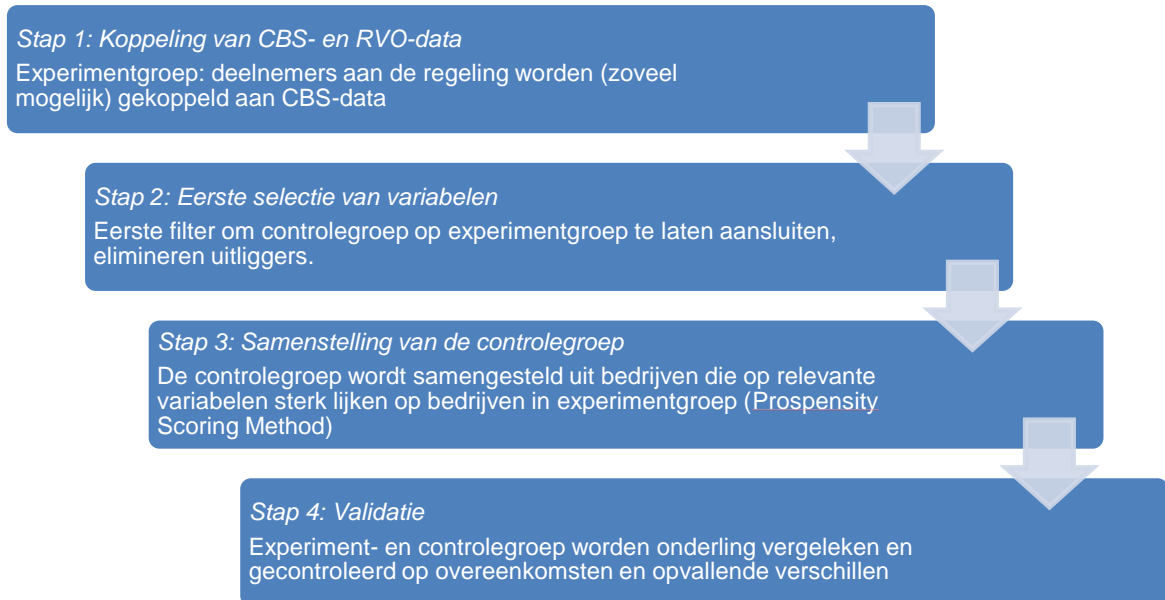 Stap 1: Koppeling van CBS- en RVO-data
Experimentgroep: deelnemers aan de regeling worden (zoveel
mogelijk) gekoppeld aan CBS-data
Stap 2: Eerste selectie van variabelen
Eerste filter om controlegroep op experimentgroep te laten aansluiten,
elimineren uitliggers.
Stap 3: Samenstelling van de controlegroep
De controlegroep wordt samengesteld uit bedrijven die op relevante
variabelen sterk lijken op bedrijven in experimentgroep (Prospensity
Scoring Method)
Stap 4: Validatie
Experiment- en controlegroep worden onderling vergeleken en
gecontroleerd op overeenkomsten en opvallende verschillen